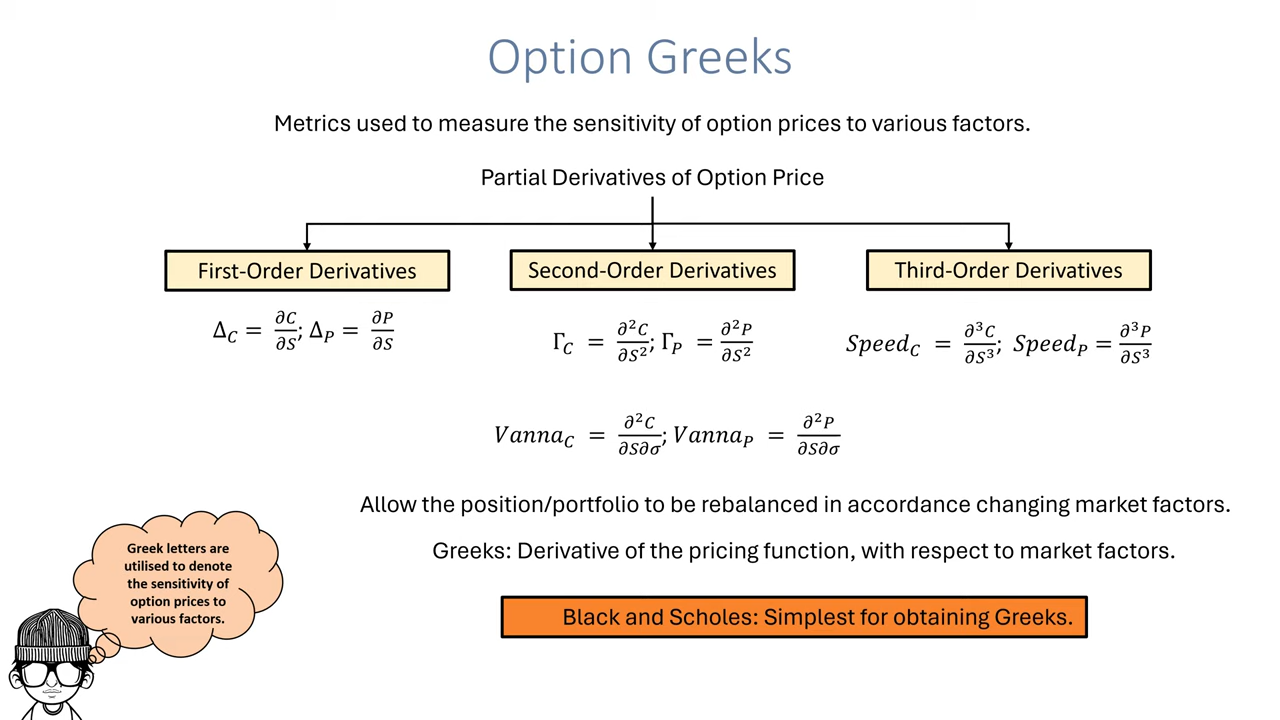 Option Greeks
Metrics used to measure the sensitivity of option prices to various factors.
Partial Derivatives of Option Price
First-Order Derivatives
Second-Order Derivatives
Third-Order Derivatives
Δ_C = ∂C/∂S; Δ_P = ∂P/∂S
Γ_C = ∂²C/∂S²; Γ_P = ∂²P/∂S²
Speed_C = ∂³C/∂S³; Speed_P = ∂³P/∂S³
Vanna_C = ∂²C/∂S∂σ; Vanna_P = ∂²P/∂S∂σ
Allow the position/portfolio to be rebalanced in accordance changing market factors.
Greeks: Derivative of the pricing function, with respect to market factors.
Black and Scholes: Simplest for obtaining Greeks.
Greek letters are
utilised to denote
the sensitivity of
option prices to
various factors.